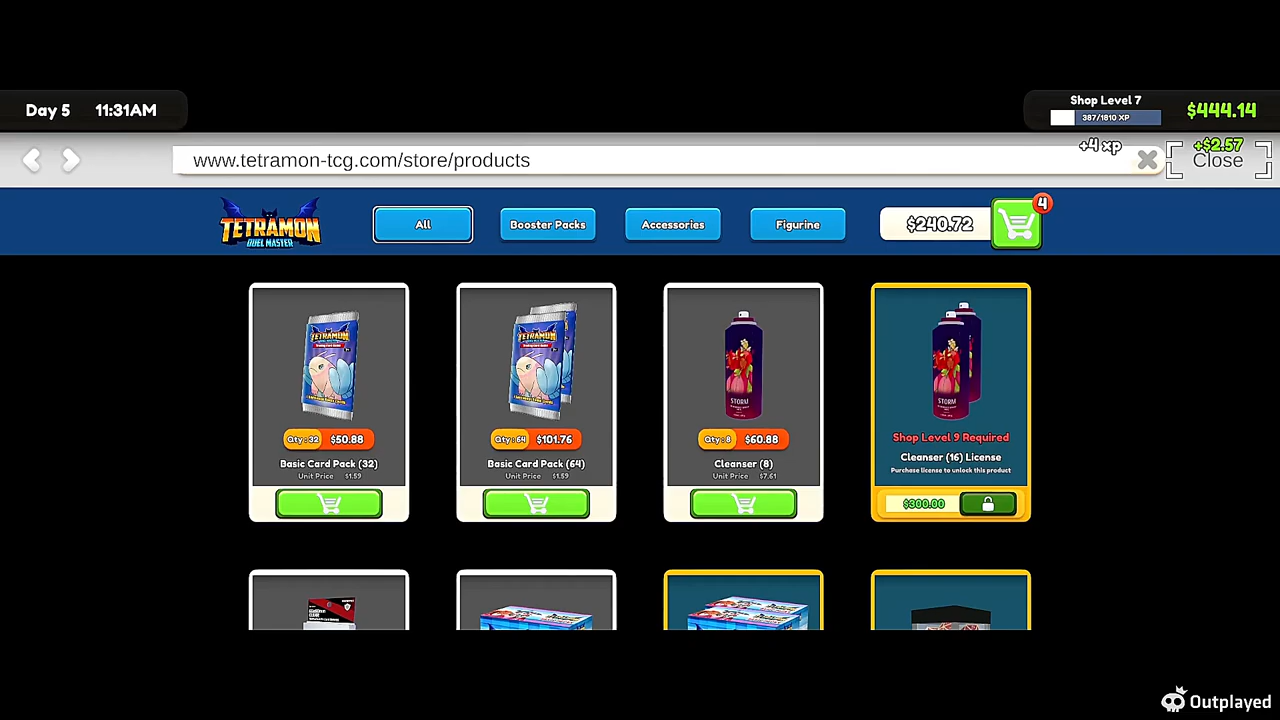 Day 5 11:31AM
Shop Level 7
387/1810 XP
$444.14
+4 xp
+$2.57
www.tetramon-tcg.com/store/products
Close
TETRAMON
DUEL MASTER
All
Booster Packs
Accessories
Figurine
$240.72
4
TETRAMON
Qty: 32 $50.88
Basic Card Pack (32)
Unit Price $1.59
TETRAMON
Qty: 64 $101.76
Basic Card Pack (64)
Unit Price $1.59
STORM
Qty: 8 $60.88
Cleanser (8)
Unit Price $7.61
STORM
Shop Level 9 Required
Cleanser (16) License
Purchase license to unlock this product
$300.00
Outplayed